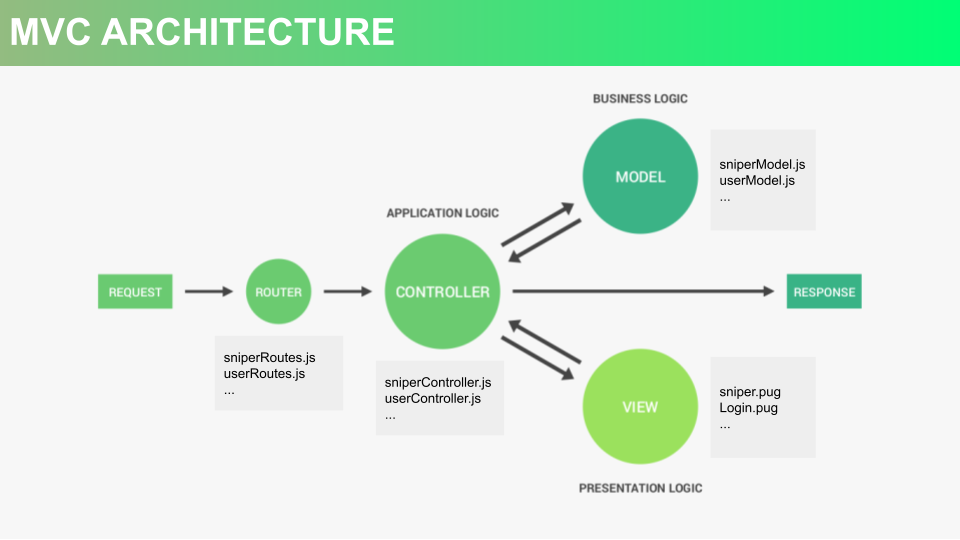 MVC ARCHITECTURE
BUSINESS LOGIC
MODEL
sniperModel.js
userModel.js
...
APPLICATION LOGIC
REQUEST
ROUTER
CONTROLLER
RESPONSE
sniperRoutes.js
userRoutes.js
...
sniperController.js
userController.js
...
VIEW
sniper.pug
Login.pug
...
PRESENTATION LOGIC